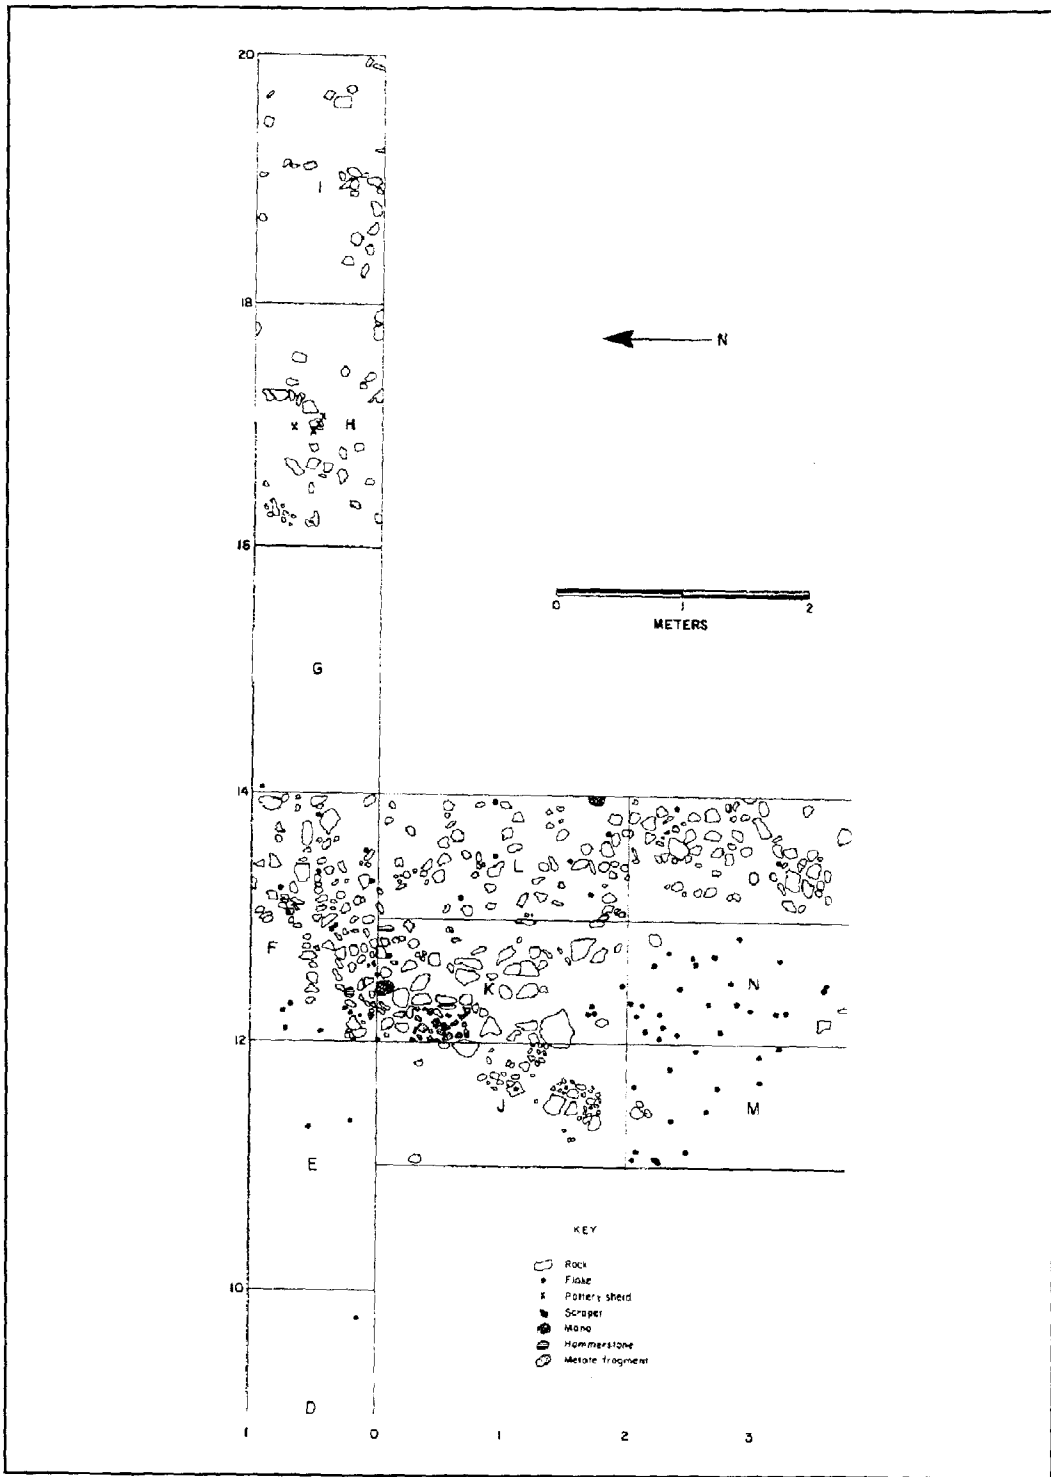 20
I
18
N
H
16
0 1 2
METERS
G
14
L
O
F
K
N
12
J
M
E
KEY
Rock
Flake
Pottery sherd
Scraper
10
Mano
Hammerstone
Metate fragment
D
1 0 1 2 3